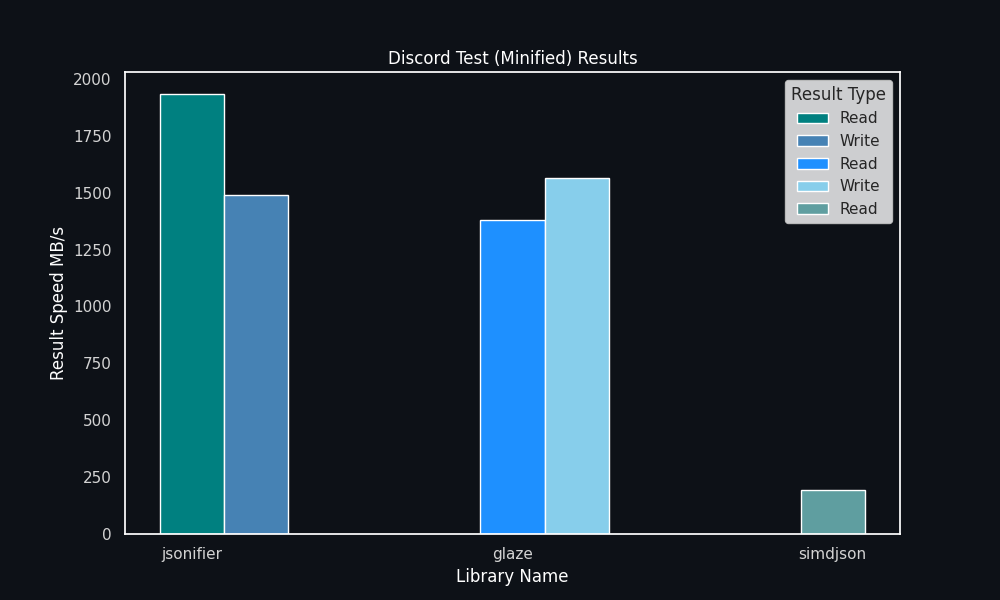 Discord Test (Minified) Results
Result Speed MB/s
2000
1750
1500
1250
1000
750
500
250
0
Result Type
Read
Write
Read
Write
Read
jsonifier
glaze
simdjson
Library Name